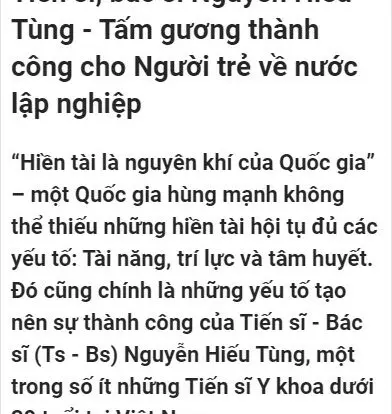 Tùng - Tấm gương thành
công cho Người trẻ về nước
lập nghiệp
“Hiền tài là nguyên khí của Quốc gia”
– một Quốc gia hùng mạnh không
thể thiếu những hiền tài hội tụ đủ các
yếu tố: Tài năng, trí lực và tâm huyết.
Đó cũng chính là những yếu tố tạo
nên sự thành công của Tiến sĩ - Bác
sĩ (Ts - Bs) Nguyễn Hiếu Tùng, một
trong số ít những Tiến sĩ Y khoa dưới